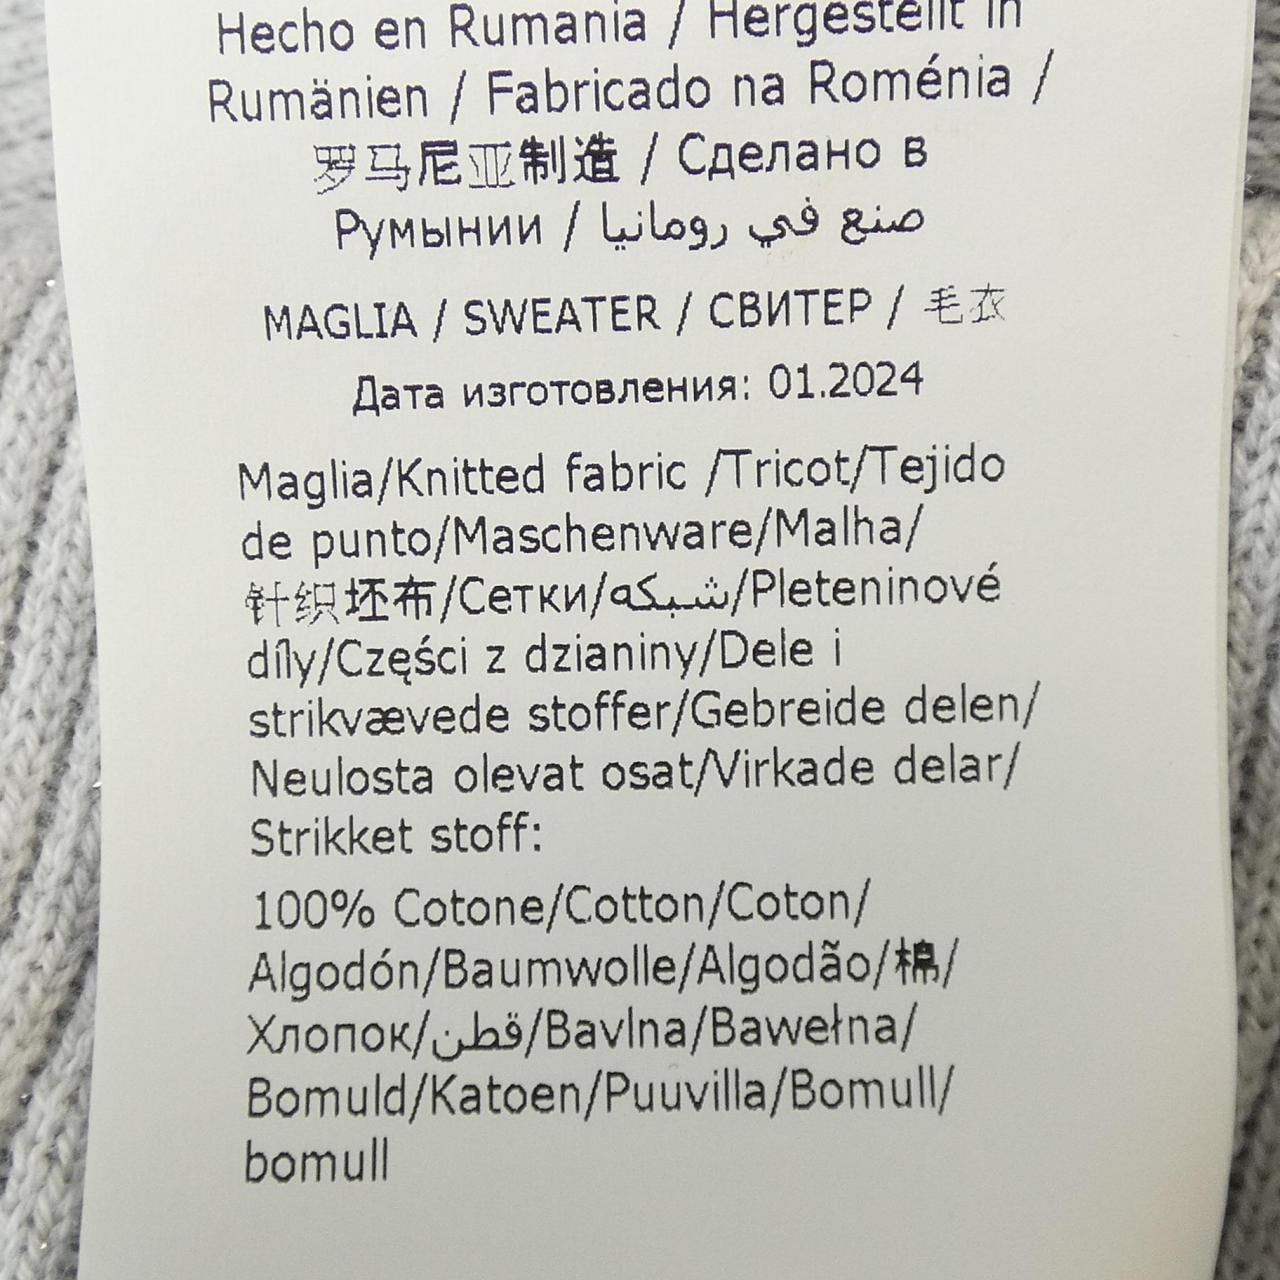 Hecho en Rumania / Hergestellt in
Rumänien / Fabricado na Roménia /
罗马尼亚制造 / Сделано в
Румынии / صنع في رومانيا
MAGLIA / SWEATER / СВИТЕР / 毛衣
Дата изготовления: 01.2024
Maglia/Knitted fabric /Tricot/Tejido
de punto/Maschenware/Malha/
针织坯布/Сетки/شبكه/Pleteninové
díly/Części z dzianiny/Dele i
strikvævede stoffer/Gebreide delen/
Neulosta olevat osat/Virkade delar/
Strikket stoff:
100% Cotone/Cotton/Coton/
Algodón/Baumwolle/Algodão/棉/
Хлопок/قطن/Bavlna/Bawełna/
Bomuld/Katoen/Puuvilla/Bomull/
bomull